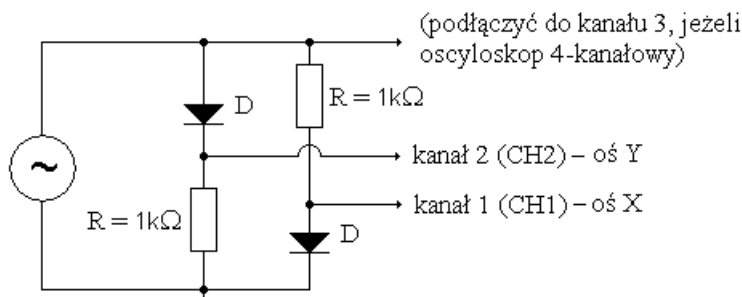 (podłączyć do kanału 3, jeżeli
oscyloskop 4-kanałowy)
D
R = 1kΩ
~
kanał 2 (CH2) – oś Y
kanał 1 (CH1) – oś X
R = 1kΩ
D